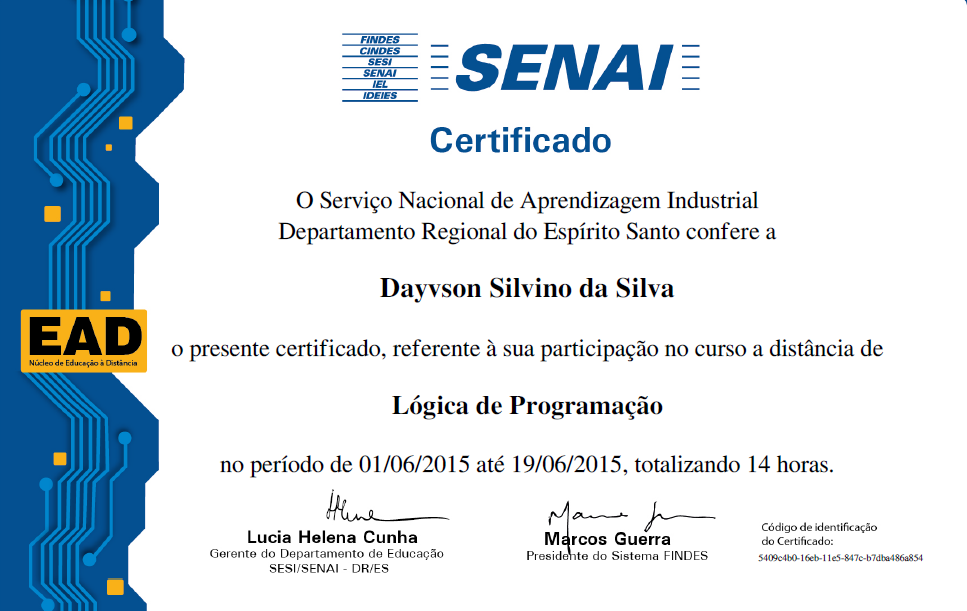 FINDES
CINDES
SESI
SENAI
IEL
IDEIES
SENAI
Certificado
O Serviço Nacional de Aprendizagem Industrial
Departamento Regional do Espírito Santo confere a
Dayvson Silvino da Silva
EAD
Núcleo de Educação à Distância
o presente certificado, referente à sua participação no curso a distância de
Lógica de Programação
no período de 01/06/2015 até 19/06/2015, totalizando 14 horas.
Lucia Helena Cunha
Gerente do Departamento de Educação
SESI/SENAI - DR/ES
Marcos Guerra
Presidente do Sistema FINDES
Código de identificação
do Certificado:
5409c4b0-16eb-11e5-847c-b7dba486a854